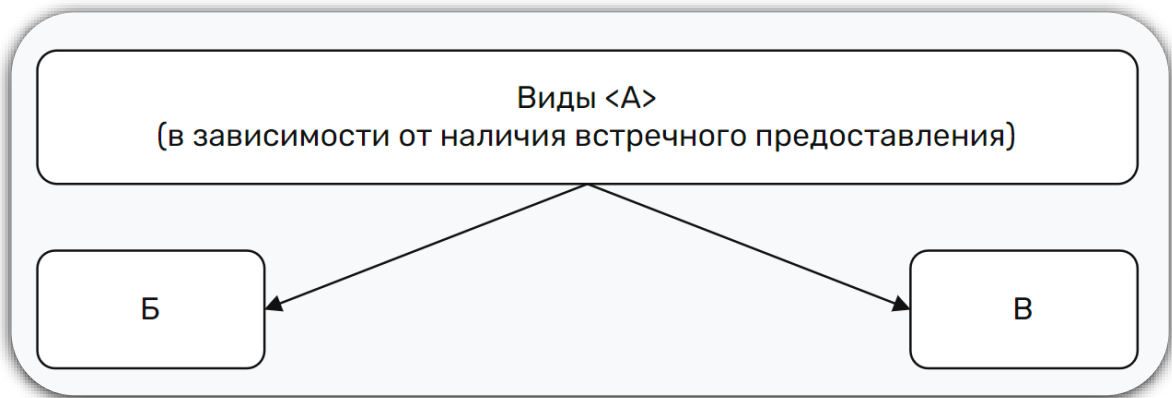 Виды <А>
(в зависимости от наличия встречного предоставления)
Б
В